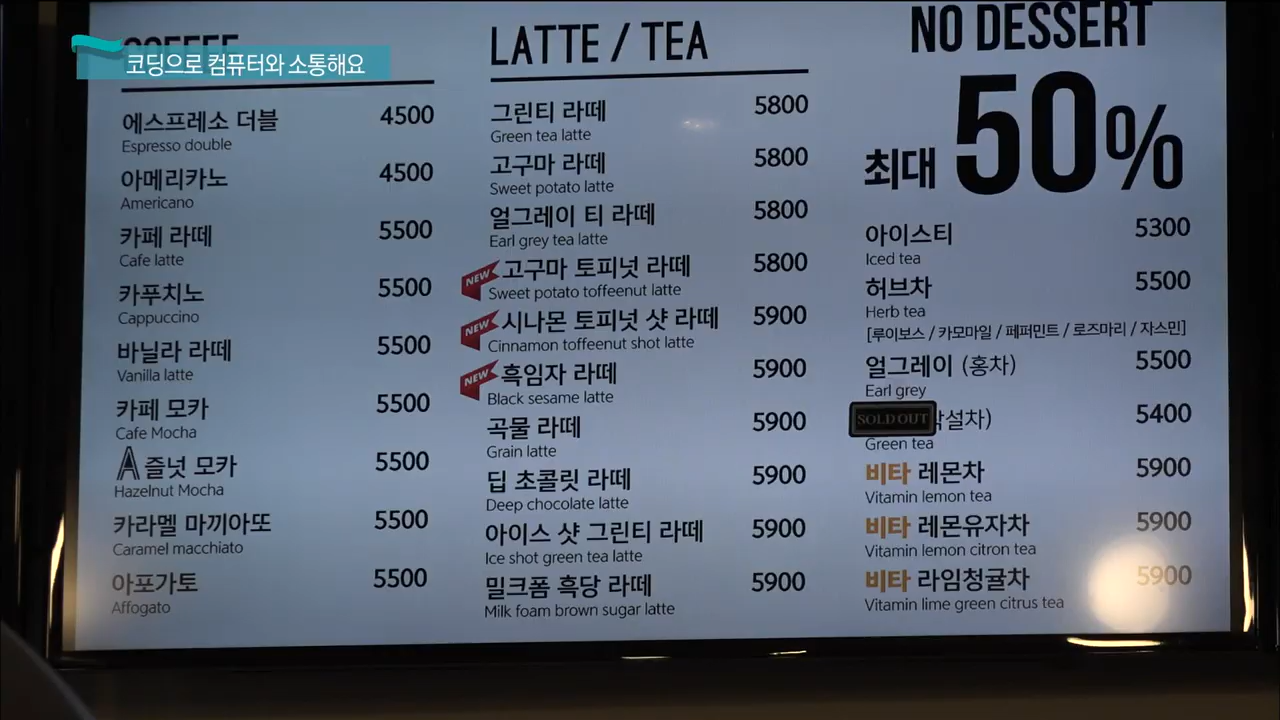 코딩으로 컴퓨터와 소통해요
COFFEE
에스프레소 더블 4500
Espresso double
아메리카노 4500
Americano
카페 라떼 5500
Cafe latte
카푸치노 5500
Cappuccino
바닐라 라떼 5500
Vanilla latte
카페 모카 5500
Cafe Mocha
즐넛 모카 5500
Hazelnut Mocha
카라멜 마끼아또 5500
Caramel macchiato
아포가토 5500
Affogato
LATTE / TEA
그린티 라떼 5800
Green tea latte
고구마 라떼 5800
Sweet potato latte
얼그레이 티 라떼 5800
Earl grey tea latte
NEW 고구마 토피넛 라떼 5800
Sweet potato toffeenut latte
NEW 시나몬 토피넛 샷 라떼 5900
Cinnamon toffeenut shot latte
NEW 흑임자 라떼 5900
Black sesame latte
곡물 라떼 5900
Grain latte
딥 초콜릿 라떼 5900
Deep chocolate latte
아이스 샷 그린티 라떼 5900
Ice shot green tea latte
밀크폼 흑당 라떼 5900
Milk foam brown sugar latte
NO DESSERT
최대 50%
아이스티 5300
Iced tea
허브차 5500
Herb tea
[루이보스 / 카모마일 / 페퍼민트 / 로즈마리 / 자스민]
얼그레이 (홍차) 5500
Earl grey
SOLD OUT 작설차) 5400
Green tea
비타 레몬차 5900
Vitamin lemon tea
비타 레몬유자차 5900
Vitamin lemon citron tea
비타 라임청귤차 5900
Vitamin lime green citrus tea